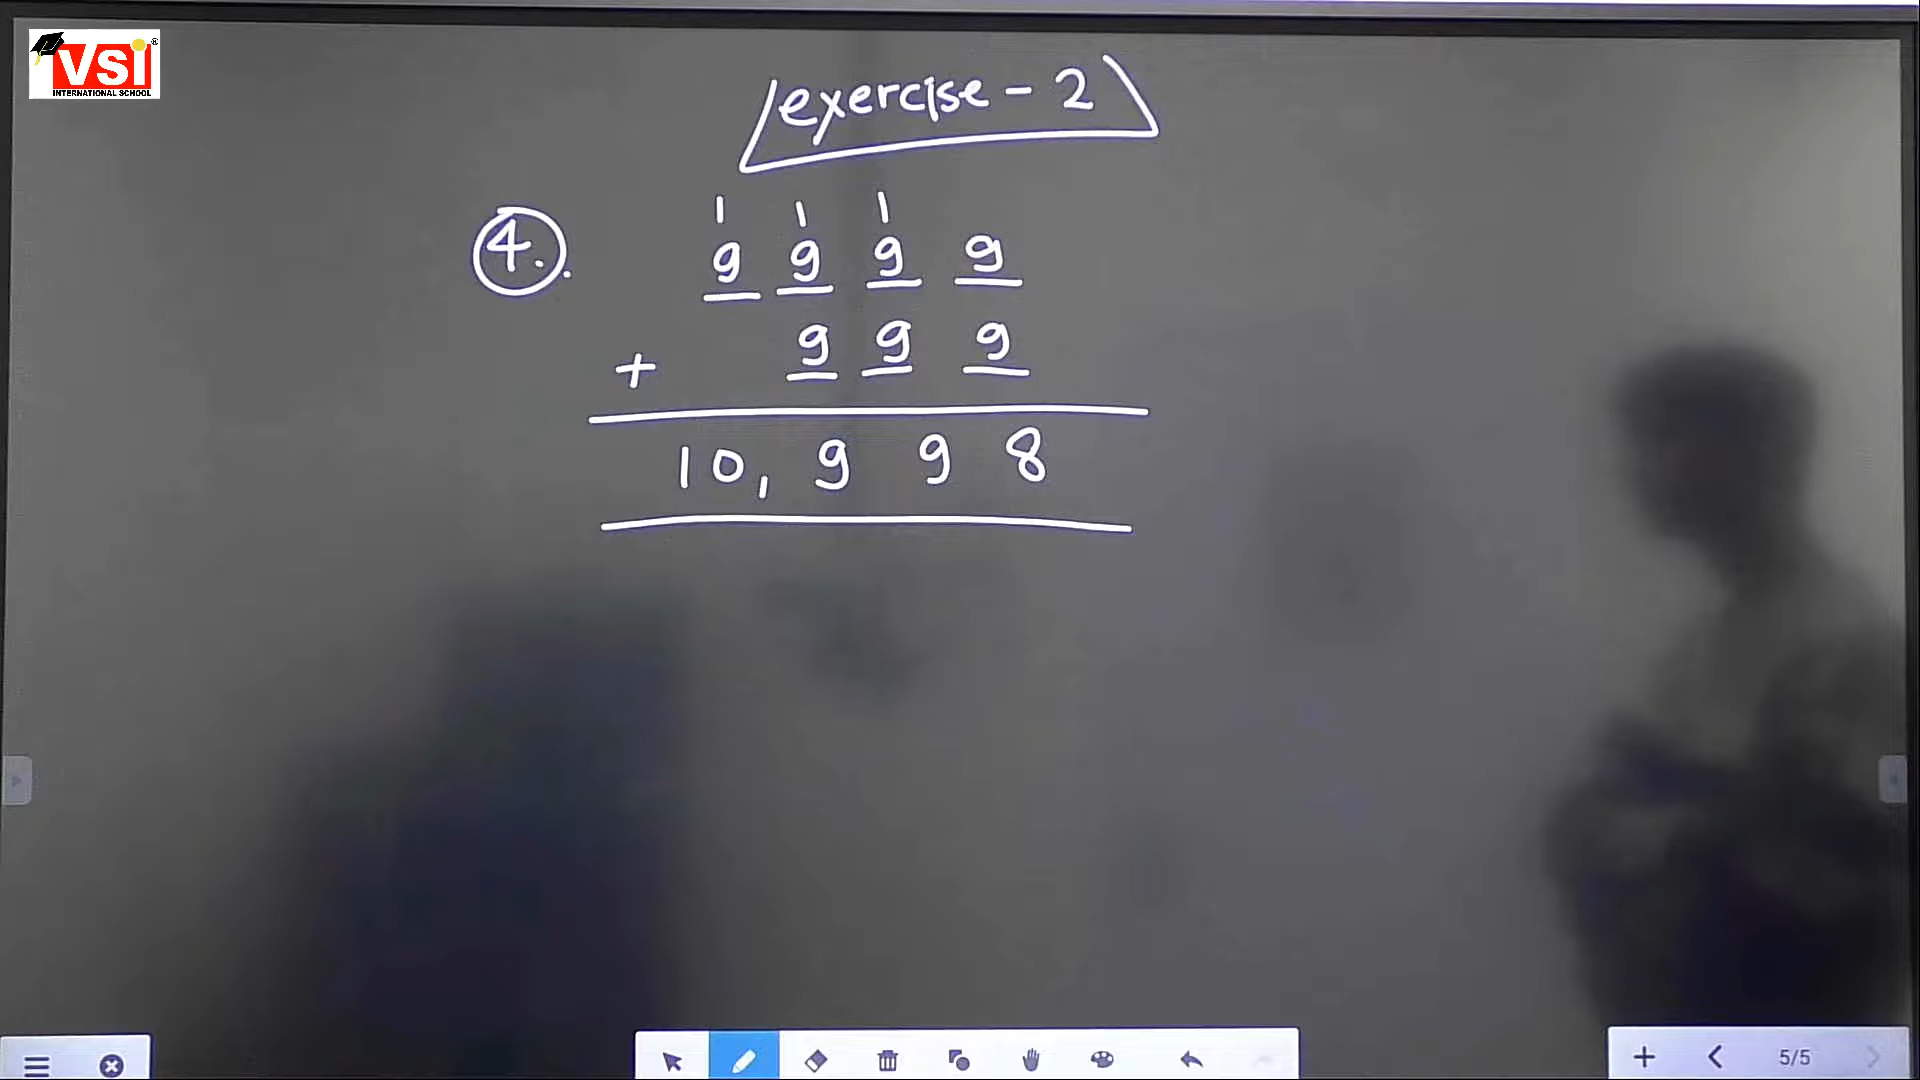 VSI
INTERNATIONAL SCHOOL
exercise - 2
1 1 1
4. 9 9 9 9
+ 9 9 9
10, 9 9 8
5/5